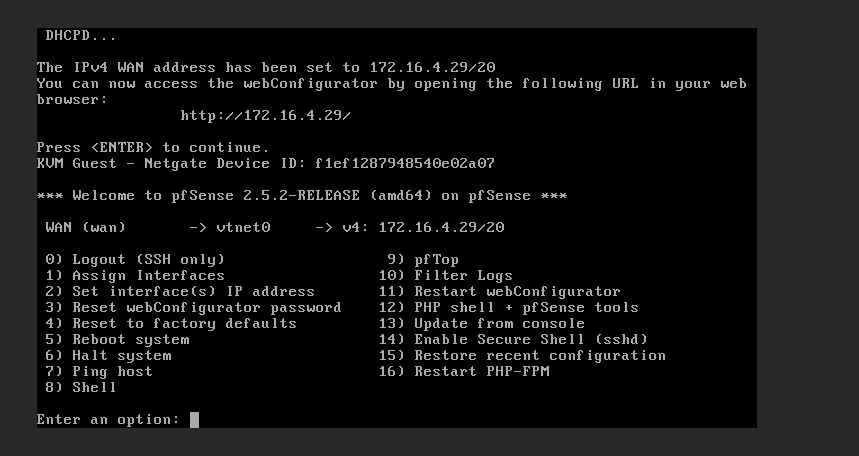 DHCPD...
The IPv4 WAN address has been set to 172.16.4.29/20
You can now access the webConfigurator by opening the following URL in your web
browser:
http://172.16.4.29/
Press <ENTER> to continue.
KVM Guest - Netgate Device ID: f1ef1287948540e02a07
*** Welcome to pfSense 2.5.2-RELEASE (amd64) on pfSense ***
WAN (wan)       -> vtnet0     -> v4: 172.16.4.29/20
0) Logout (SSH only)                  9) pfTop
1) Assign Interfaces                 10) Filter Logs
2) Set interface(s) IP address       11) Restart webConfigurator
3) Reset webConfigurator password    12) PHP shell + pfSense tools
4) Reset to factory defaults         13) Update from console
5) Reboot system                     14) Enable Secure Shell (sshd)
6) Halt system                       15) Restore recent configuration
7) Ping host                         16) Restart PHP-FPM
8) Shell
Enter an option: